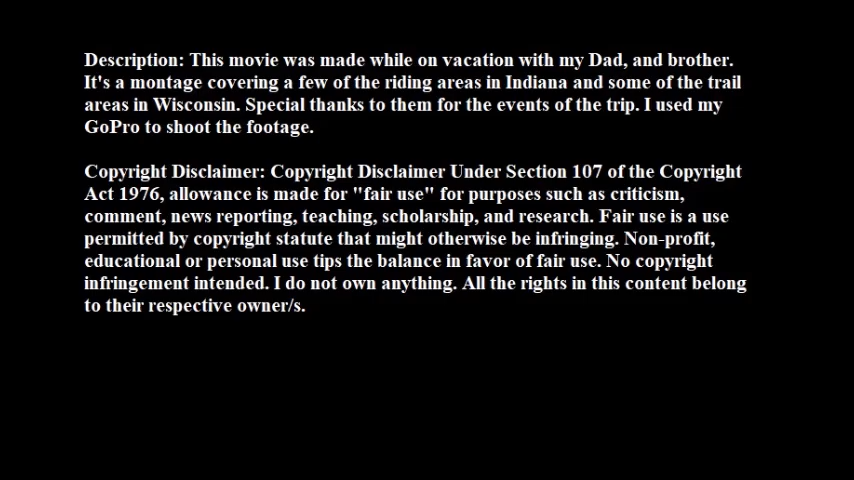 Description: This movie was made while on vacation with my Dad, and brother.
It's a montage covering a few of the riding areas in Indiana and some of the trail
areas in Wisconsin. Special thanks to them for the events of the trip. I used my
GoPro to shoot the footage.
Copyright Disclaimer: Copyright Disclaimer Under Section 107 of the Copyright
Act 1976, allowance is made for "fair use" for purposes such as criticism,
comment, news reporting, teaching, scholarship, and research. Fair use is a use
permitted by copyright statute that might otherwise be infringing. Non-profit,
educational or personal use tips the balance in favor of fair use. No copyright
infringement intended. I do not own anything. All the rights in this content belong
to their respective owner/s.